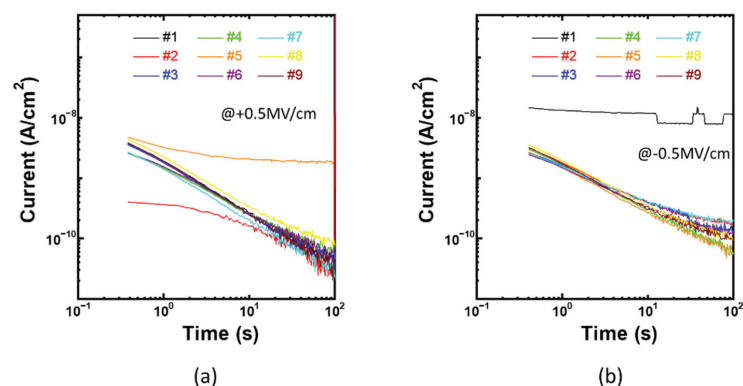 #1 #4 #7
#2 #5 #8
#3 #6 #9
@+0.5MV/cm
Current (A/cm²)
10⁻⁸
10⁻¹⁰
10⁻¹ 10⁰ 10¹ 10²
Time (s)
(a)
#1 #4 #7
#2 #5 #8
#3 #6 #9
@-0.5MV/cm
Current (A/cm²)
10⁻⁸
10⁻¹⁰
10⁻¹ 10⁰ 10¹ 10²
Time (s)
(b)